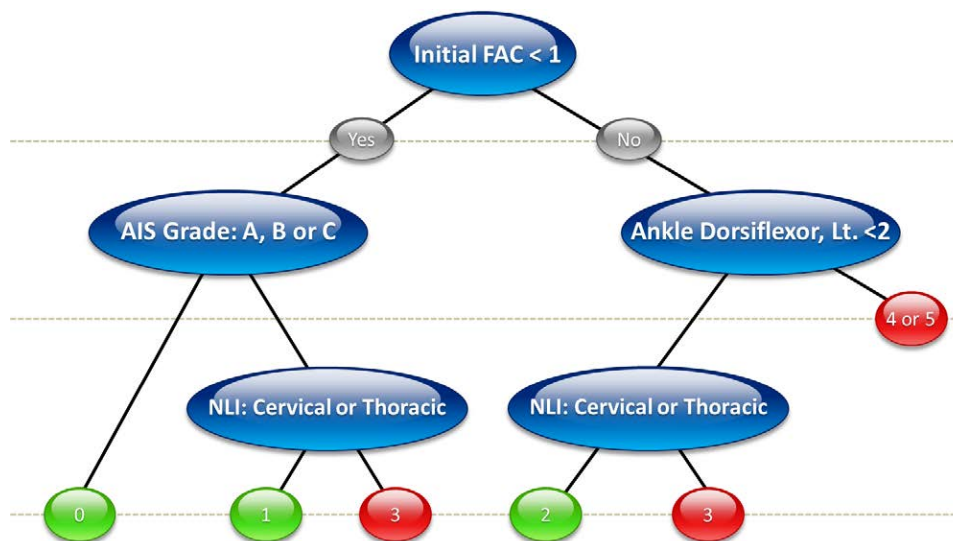 Initial FAC < 1
Yes
No
AIS Grade: A, B or C
Ankle Dorsiflexor, Lt. <2
4 or 5
NLI: Cervical or Thoracic
NLI: Cervical or Thoracic
0
1
3
2
3